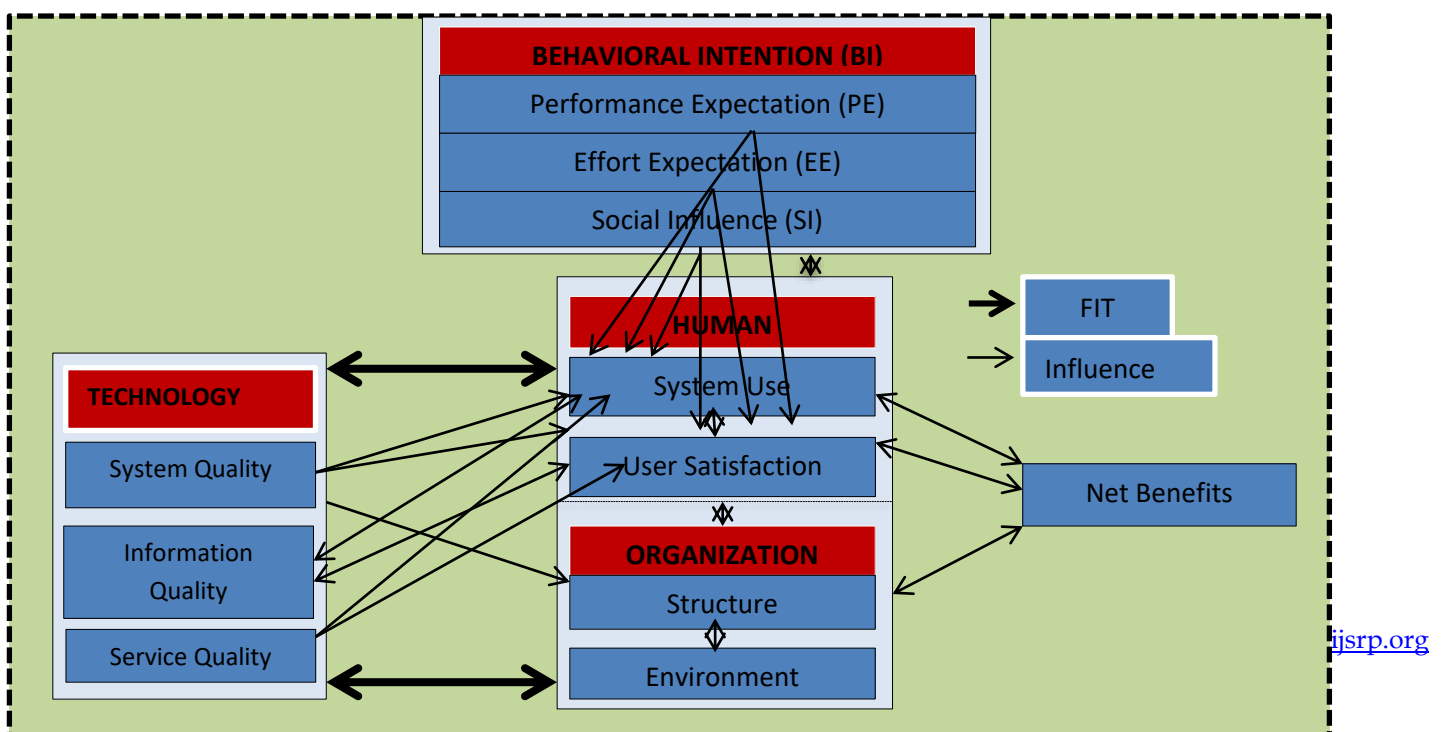 BEHAVIORAL INTENTION (BI)
Performance Expectation (PE)
Effort Expectation (EE)
Social Influence (SI)
HUMAN
System Use
User Satisfaction
ORGANIZATION
Structure
Environment
TECHNOLOGY
System Quality
Information
Quality
Service Quality
FIT
Influence
Net Benefits
ijsrp.org